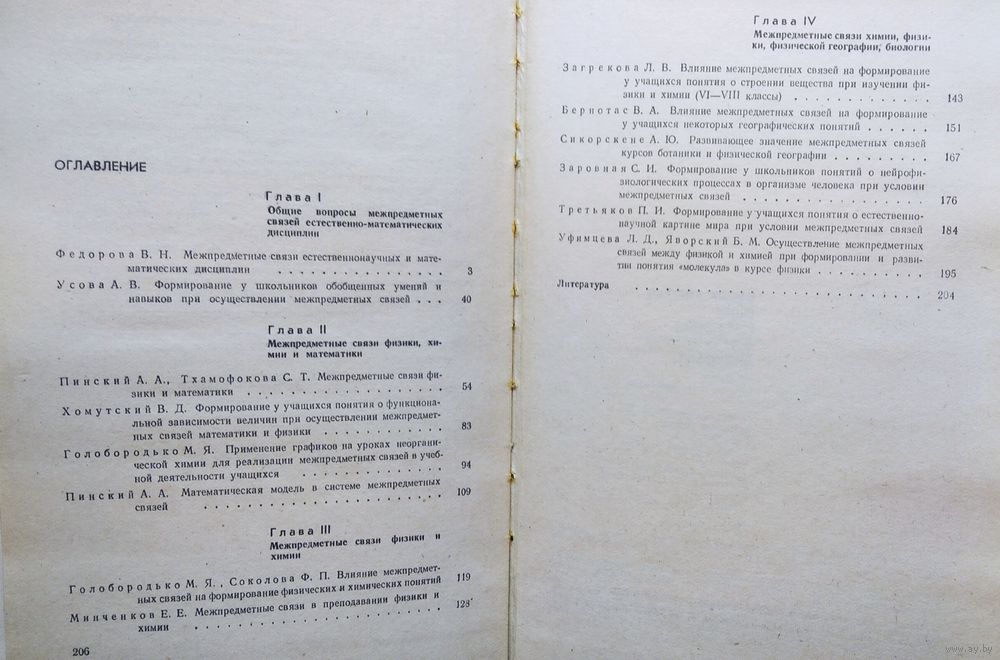 ОГЛАВЛЕНИЕ
Глава I
Общие вопросы межпредметных
связей естественно-математических
дисциплин
Федорова В. Н. Межпредметные связи естественнонаучных и мате-
матических дисциплин . . . . . . . . . . . . . . 3
Усова А. В. Формирование у школьников обобщенных умений и
навыков при осуществлении межпредметных связей . . . 40
Глава II
Межпредметные связи физики, хи-
мии и математики
Пинский А. А., Тхамофокова С. Т. Межпредметные связи фи-
зики и математики . . . . . . . . . . . . . . . . 54
Хомутский В. Д. Формирование у учащихся понятия о функциональ-
льной зависимости величин при осуществлении межпредмет-
ных связей математики и физики . . . . . . . . . . 83
Голобородько М. Я. Применение графиков на уроках неоргани-
ческой химии для реализации межпредметных связей в учеб-
ной деятельности учащихся . . . . . . . . . . . . 94
Пинский А. А. Математическая модель в системе межпредметных
связей . . . . . . . . . . . . . . . . . . . . 109
Глава III
Межпредметные связи физики и
химии
Голобородько М. Я., Соколова Ф. П. Влияние межпредмет-
ных связей на формирование физических и химических понятий 119
Минченков Е. Е. Межпредметные связи в преподавании физики и
химии . . . . . . . . . . . . . . . . . . . . 128
206
Глава IV
Межпредметные связи химии, физи-
ки, физической географии, биологии
Загрекова Л. В. Влияние межпредметных связей на формирование
у учащихся понятия о строении вещества при изучении фи-
зики и химии (VI—VIII классы) . . . . . . . . . . 143
Бернотас В. А. Влияние межпредметных связей на формирование
у учащихся некоторых географических понятий . . . . . . 151
Сикорскене А. Ю. Развивающее значение межпредметных связей
курсов ботаники и физической географии . . . . . . . . . 167
Заровная С. И. Формирование у школьников понятий о нейрофи-
зиологических процессах в организме человека при условии
межпредметных связей . . . . . . . . . . . . . . 176
Третьяков П. И. Формирование у учащихся понятия о естественно-
научной картине мира при условии межпредметных связей 184
Уфимцева Л. Д., Яворский Б. М. Осуществление межпредметных
связей между физикой и химией при формировании и разви-
тии понятия «молекула» в курсе физики . . . . . . . . 195
Литература . . . . . . . . . . . . . . . . . . . . 204
www.ay.by